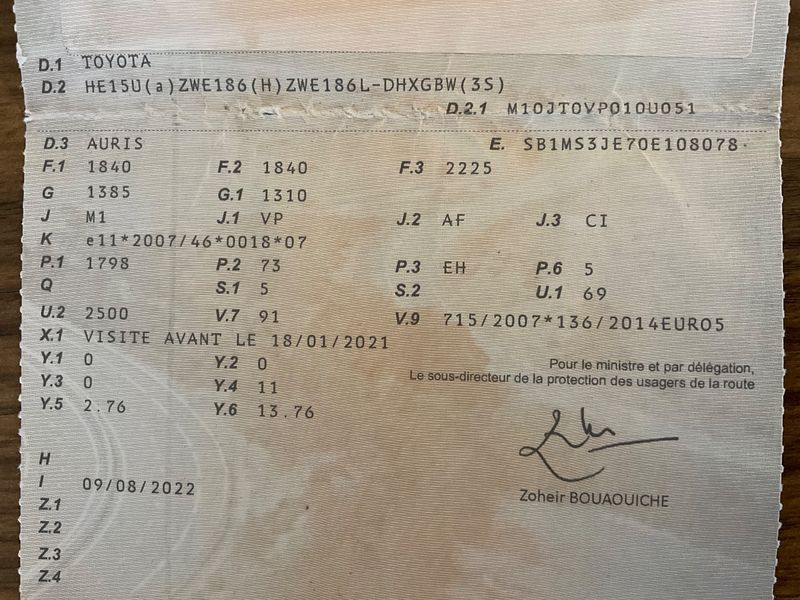 D.1 TOYOTA
D.2 HE15U(a)ZWE186(H)ZWE186L-DHXGBW(3S)
D.2.1 M10JT0VP010U051
D.3 AURIS E. SB1MS3JE70E108078
F.1 1840 F.2 1840 F.3 2225
G 1385 G.1 1310
J M1 J.1 VP J.2 AF J.3 CI
K e11*2007/46*0018*07
P.1 1798 P.2 73 P.3 EH P.6 5
Q S.1 5 S.2 U.1 69
U.2 2500 V.7 91 V.9 715/2007*136/2014EURO5
X.1 VISITE AVANT LE 18/01/2021
Y.1 0 Y.2 0
Y.3 0 Y.4 11
Y.5 2.76 Y.6 13.76
Pour le ministre et par délégation,
Le sous-directeur de la protection des usagers de la route
Zoheir BOUAOUICHE
H
I 09/08/2022
Z.1
Z.2
Z.3
Z.4